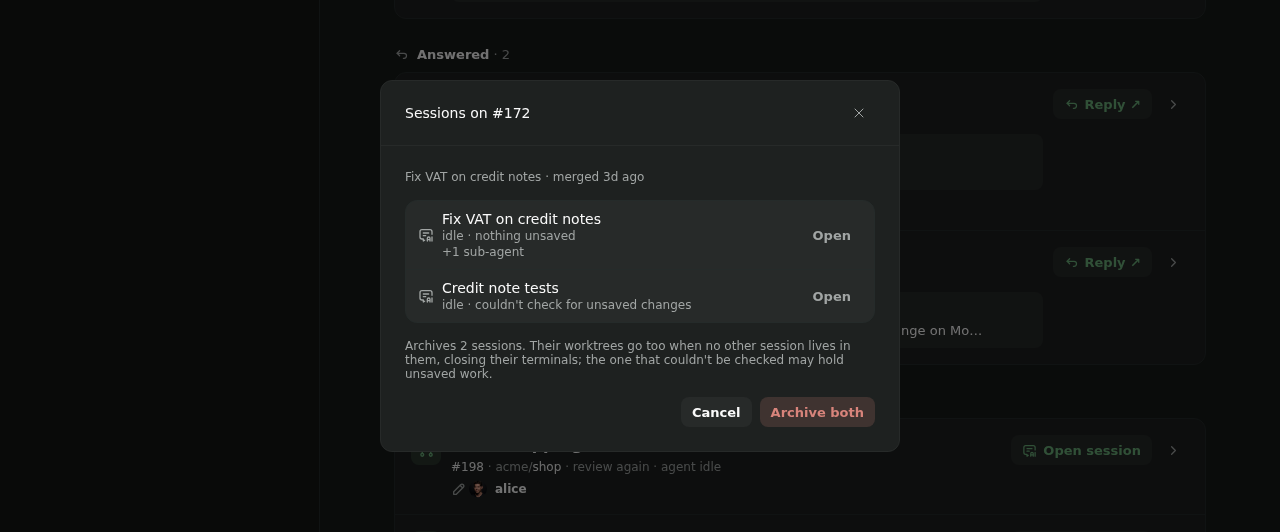 Answered · 2
Sessions on #172
Reply ↗
Fix VAT on credit notes · merged 3d ago
Fix VAT on credit notes
idle · nothing unsaved
+1 sub-agent
Open
Reply ↗
Credit note tests
idle · couldn't check for unsaved changes
Open
nge on Mo…
Archives 2 sessions. Their worktrees go too when no other session lives in
them, closing their terminals; the one that couldn't be checked may hold
unsaved work.
Cancel
Archive both
Open session
#198 · acme/shop · review again · agent idle
alice